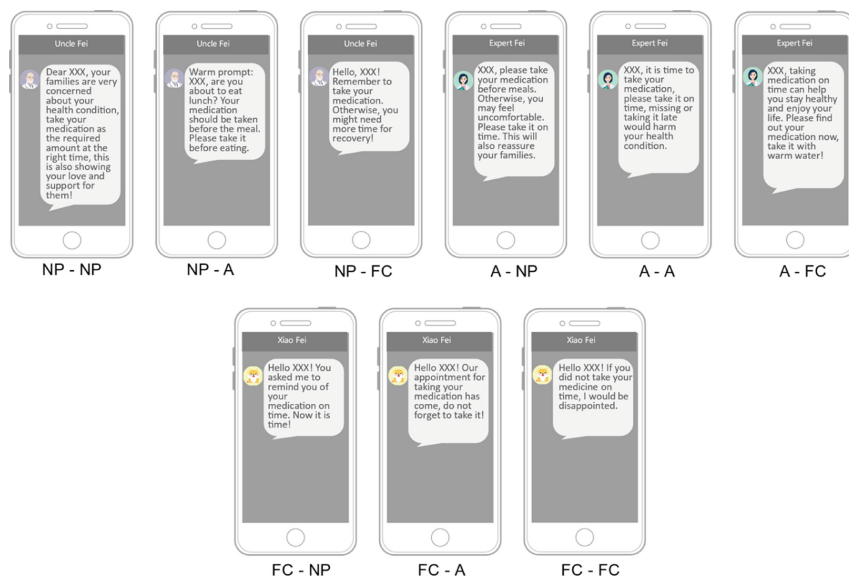 Uncle Fei
Dear XXX, your
families are very
concerned
about your
health condition,
take your
medication as
the required
amount at the
right time, this
is also showing
your love and
support for
them!
NP - NP
Uncle Fei
Warm prompt:
XXX, are you
about to eat
lunch? Your
medication
should be taken
before the meal.
Please take it
before eating.
NP - A
Uncle Fei
Hello, XXX!
Remember to
take your
medication.
Otherwise, you
might need
more time for
recovery!
NP - FC
Expert Fei
XXX, please take
your medication
before meals.
Otherwise, you
may feel
uncomfortable.
Please take it on
time. This will
also reassure
your families.
A - NP
Expert Fei
XXX, it is time to
take your
medication,
please take it on
time, missing or
taking it late
would harm
your health
condition.
A - A
Expert Fei
XXX, taking
medication on
time can help
you stay healthy
and enjoy your
life. Please find
out your
medication now,
take it with
warm water!
A - FC
Xiao Fei
Hello XXX! You
asked me to
remind you of
your
medication on
time. Now it is
time!
FC - NP
Xiao Fei
Hello XXX! Our
appointment for
taking your
medication has
come, do not
forget to take it!
FC - A
Xiao Fei
Hello XXX! If you
did not take your
medicine on
time, I would be
disappointed.
FC - FC